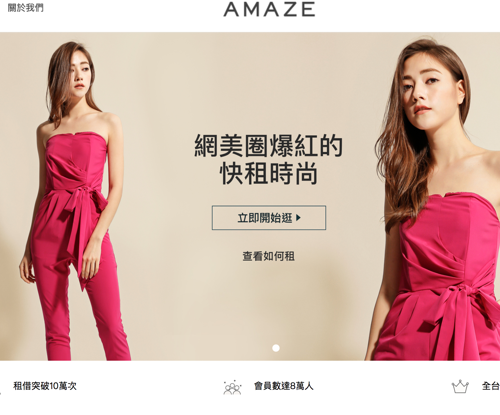 關於我們
AMAZE
網美圈爆紅的
快租時尚
立即開始逛
查看如何租
租借突破10萬次
會員數達8萬人
全台